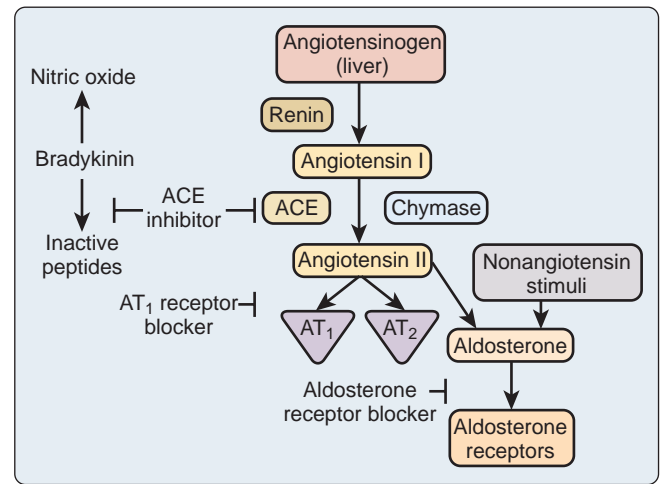 Angiotensinogen
(liver)
Nitric oxide
Renin
Bradykinin
Angiotensin I
ACE
inhibitor
ACE
Chymase
Inactive
peptides
Angiotensin II
Nonangiotensin
stimuli
AT1 receptor
blocker
AT1
AT2
Aldosterone
Aldosterone
receptor blocker
Aldosterone
receptors